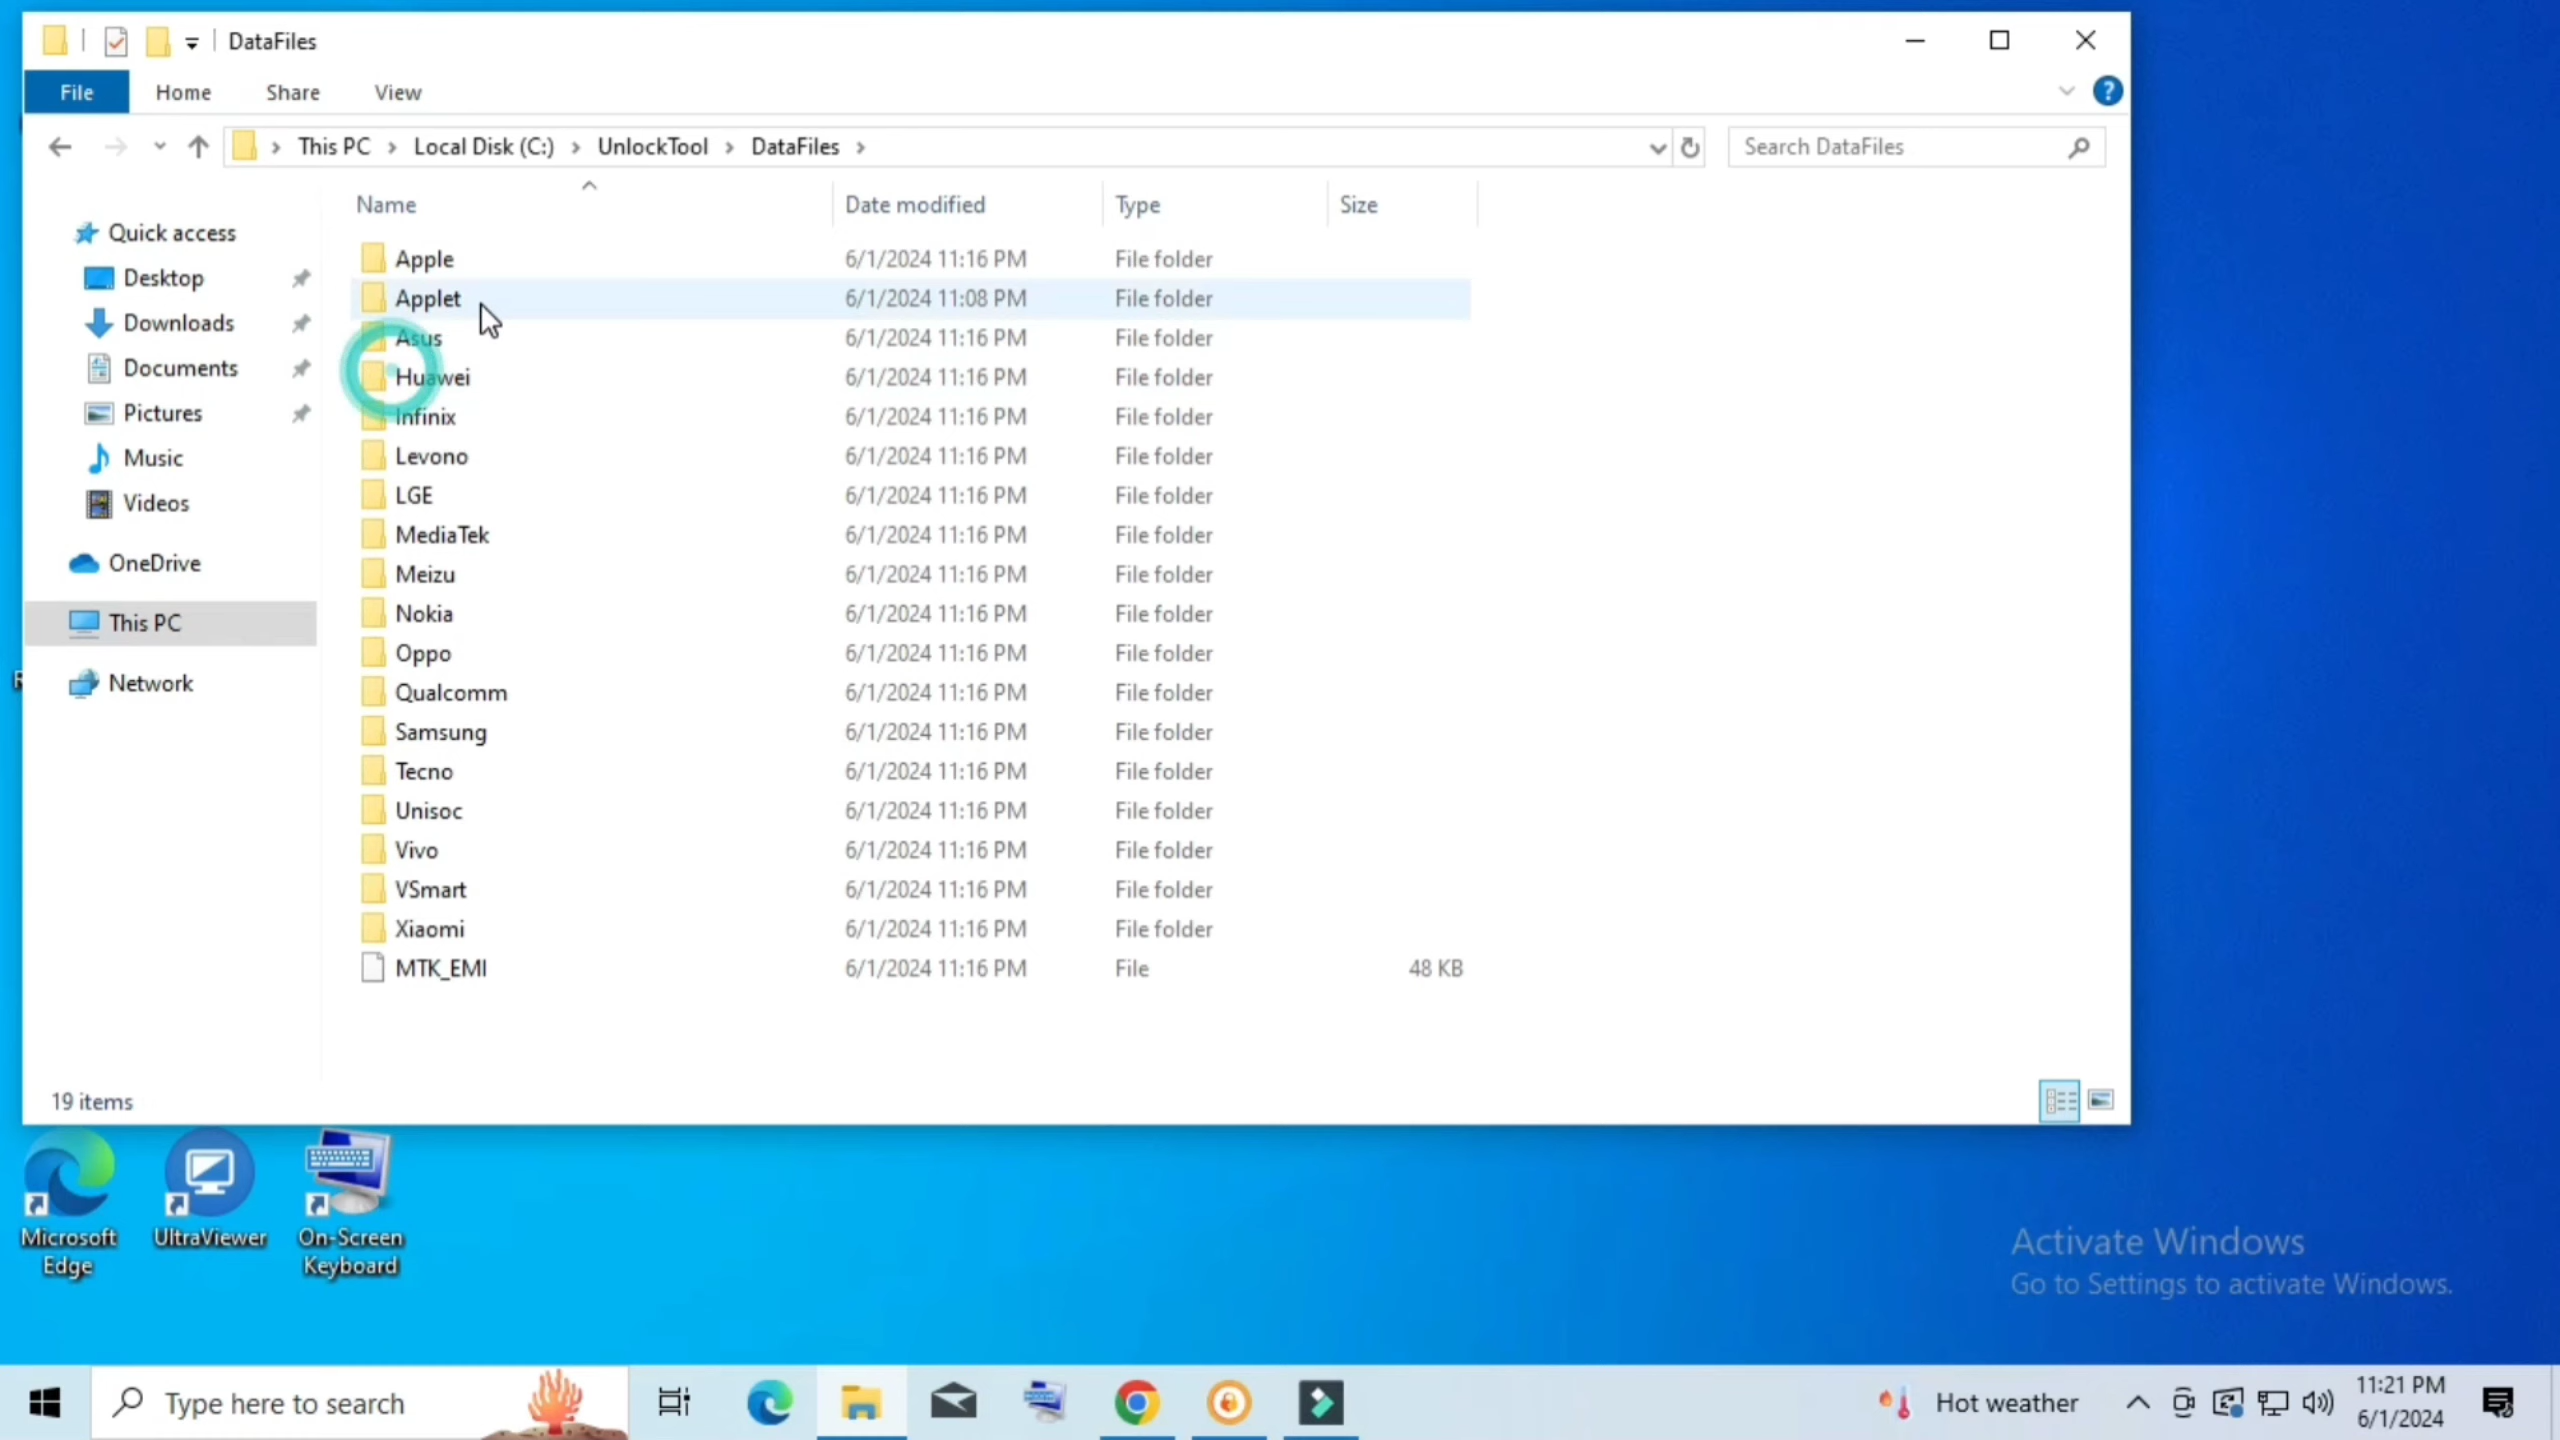 DataFiles
File Home Share View
This PC > Local Disk (C:) > UnlockTool > DataFiles >
Search DataFiles
Name Date modified Type Size
Quick access
Desktop
Downloads
Documents
Pictures
Music
Videos
OneDrive
This PC
Network
Apple 6/1/2024 11:16 PM File folder
Applet 6/1/2024 11:08 PM File folder
Asus 6/1/2024 11:16 PM File folder
Huawei 6/1/2024 11:16 PM File folder
Infinix 6/1/2024 11:16 PM File folder
Levono 6/1/2024 11:16 PM File folder
LGE 6/1/2024 11:16 PM File folder
MediaTek 6/1/2024 11:16 PM File folder
Meizu 6/1/2024 11:16 PM File folder
Nokia 6/1/2024 11:16 PM File folder
Oppo 6/1/2024 11:16 PM File folder
Qualcomm 6/1/2024 11:16 PM File folder
Samsung 6/1/2024 11:16 PM File folder
Tecno 6/1/2024 11:16 PM File folder
Unisoc 6/1/2024 11:16 PM File folder
Vivo 6/1/2024 11:16 PM File folder
VSmart 6/1/2024 11:16 PM File folder
Xiaomi 6/1/2024 11:16 PM File folder
MTK_EMI 6/1/2024 11:16 PM File 48 KB
19 items
Microsoft
Edge
UltraViewer
On-Screen
Keyboard
Activate Windows
Go to Settings to activate Windows.
Type here to search
Hot weather
11:21 PM
6/1/2024